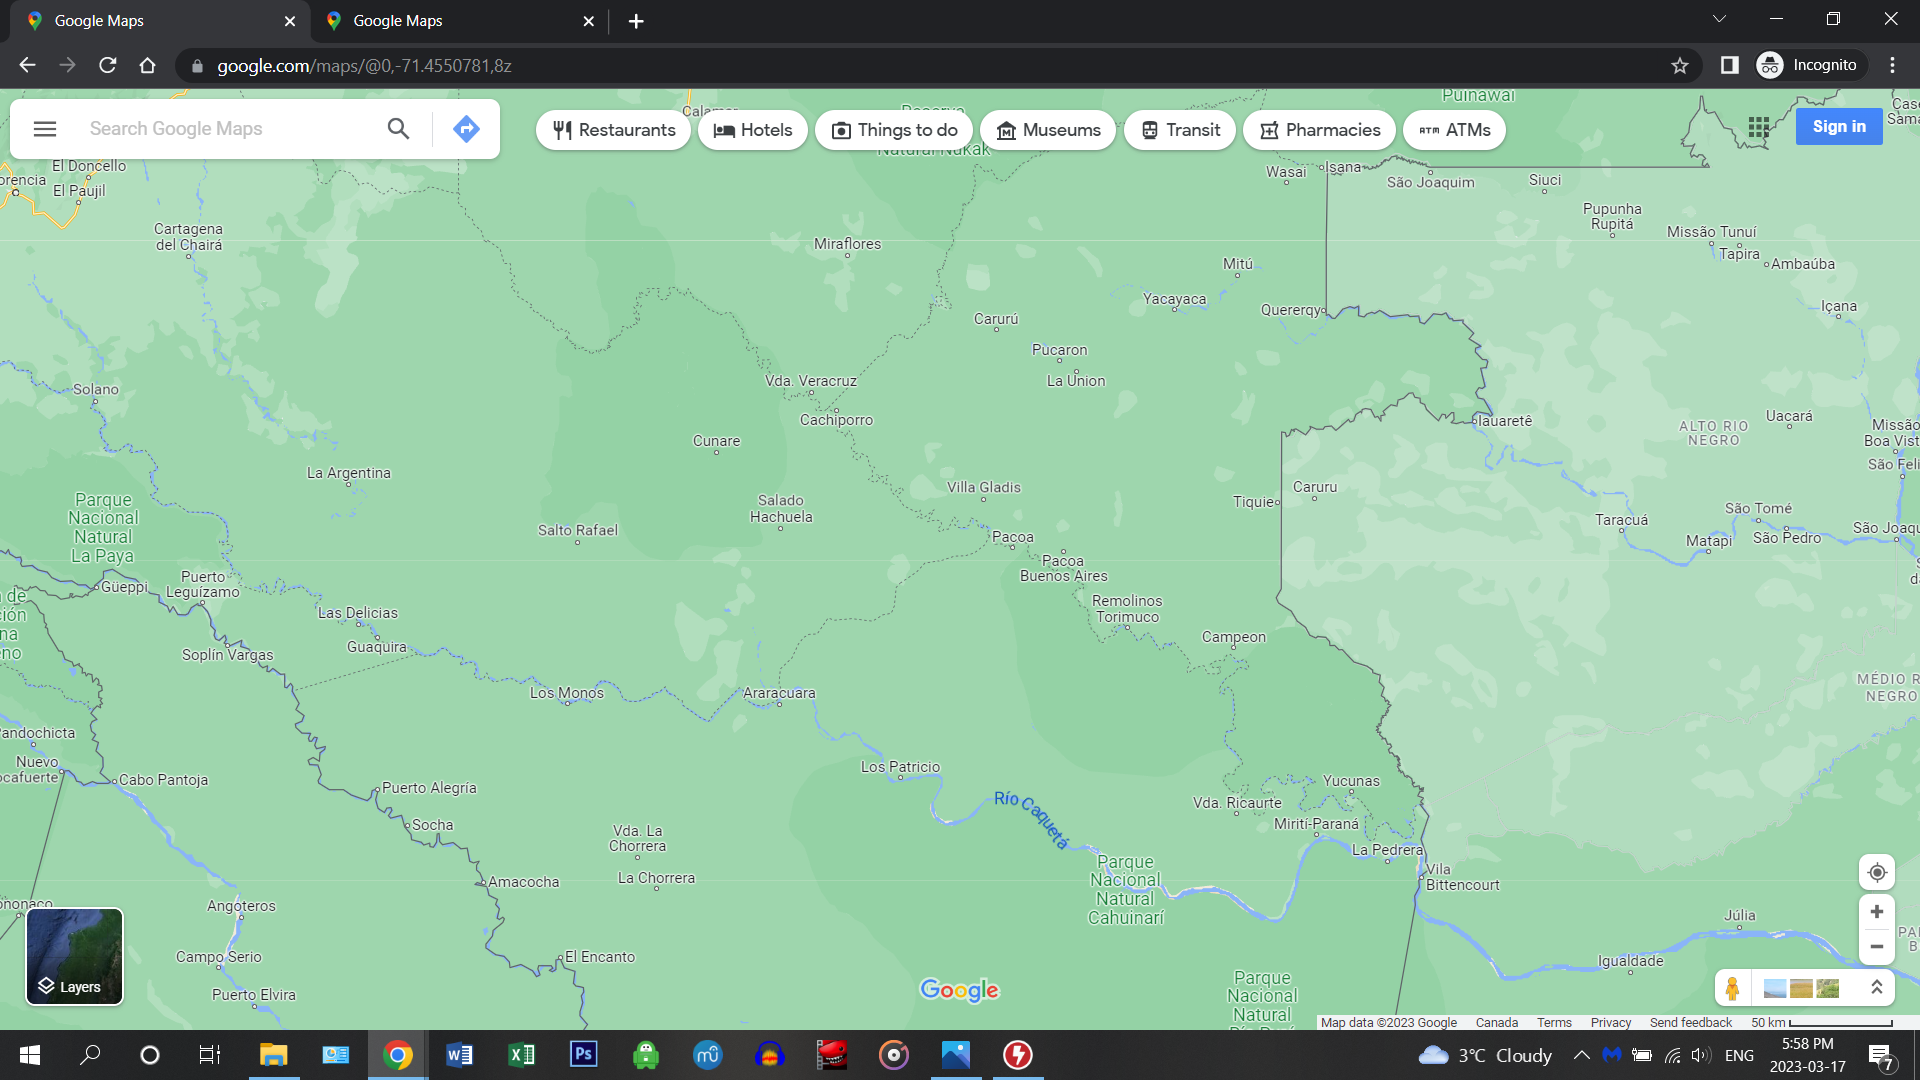 Google Maps
Google Maps
google.com/maps/@0,-71.4550781,8z
Incognito
Search Google Maps
Restaurants
Hotels
Things to do
Museums
Transit
Pharmacies
ATMs
Sign in
Puinawai
El Doncello
El Paujil
Wasai
Isana
São Joaquim
Siuci
Cartagena
del Chairá
Miraflores
Pupunha
Rupitá
Missão Tunuí
Tapira
Ambaúba
Mitú
Yacayaca
Quererqy
Içana
Carurú
Pucaron
La Union
Solano
Vda. Veracruz
Cachiporro
Iauaretê
ALTO RIO
NEGRO
Uacará
Missão
Cunare
La Argentina
Parque
Nacional
Natural
La Paya
Villa Gladis
Salado
Hachuela
Salto Rafael
Tiquie
Caruru
Taracuá
São Tomé
São Pedro
Matapi
Pacoa
Pacoa
Buenos Aires
Güeppi
Puerto
Leguízamo
Las Delicias
Guaquira
Soplín Vargas
Remolinos
Torimuco
Campeon
Los Monos
Araracuara
MÉDIO R
NEGRO
Nuevo
Cabo Pantoja
Puerto Alegría
Socha
Los Patricio
Río Caquetá
Yucunas
Vda. Ricaurte
Mirití-Paraná
La Pedrera
Vila
Bittencourt
Vda. La
Chorrera
La Chorrera
Amacocha
Parque
Nacional
Natural
Cahuinarí
Angoteros
Campo Serio
Puerto Elvira
El Encanto
Júlia
Igualdade
Parque
Nacional
Natural
Layers
Google
Map data ©2023 Google
Canada
Terms
Privacy
Send feedback
50 km
3°C Cloudy
ENG
5:58 PM
2023-03-17
7